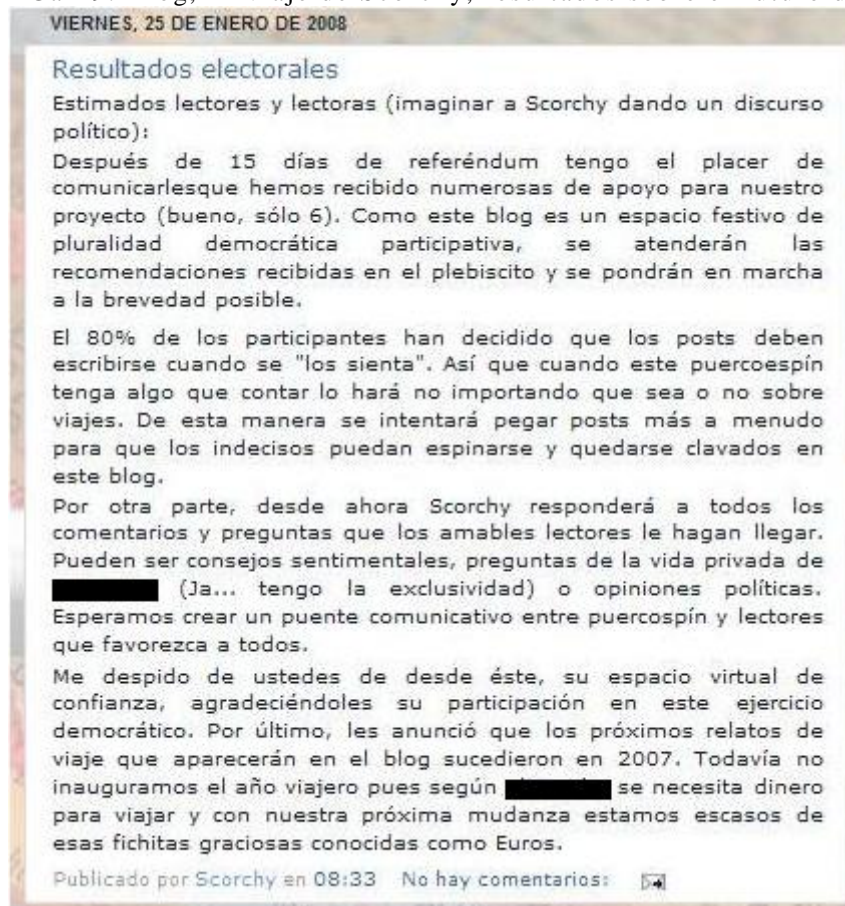 VIERNES, 25 DE ENERO DE 2008
Resultados electorales
Estimados lectores y lectoras (imaginar a Scorchy dando un discurso
político):
Después de 15 días de referéndum tengo el placer de
comunicarlesque hemos recibido numerosas de apoyo para nuestro
proyecto (bueno, sólo 6). Como este blog es un espacio festivo de
pluralidad democrática participativa, se atenderán las
recomendaciones recibidas en el plebiscito y se pondrán en marcha
a la brevedad posible.
El 80% de los participantes han decidido que los posts deben
escribirse cuando se "los sienta". Así que cuando este puercoespín
tenga algo que contar lo hará no importando que sea o no sobre
viajes. De esta manera se intentará pegar posts más a menudo
para que los indecisos puedan espinarse y quedarse clavados en
este blog.
Por otra parte, desde ahora Scorchy responderá a todos los
comentarios y preguntas que los amables lectores le hagan llegar.
Pueden ser consejos sentimentales, preguntas de la vida privada de
(Ja... tengo la exclusividad) o opiniones políticas.
Esperamos crear un puente comunicativo entre puercospín y lectores
que favorezca a todos.
Me despido de ustedes de desde éste, su espacio virtual de
confianza, agradeciéndoles su participación en este ejercicio
democrático. Por último, les anunció que los próximos relatos de
viaje que aparecerán en el blog sucedieron en 2007. Todavía no
inauguramos el año viajero pues según se necesita dinero
para viajar y con nuestra próxima mudanza estamos escasos de
esas fichitas graciosas conocidas como Euros.
Publicado por Scorchy en 08:33 No hay comentarios: